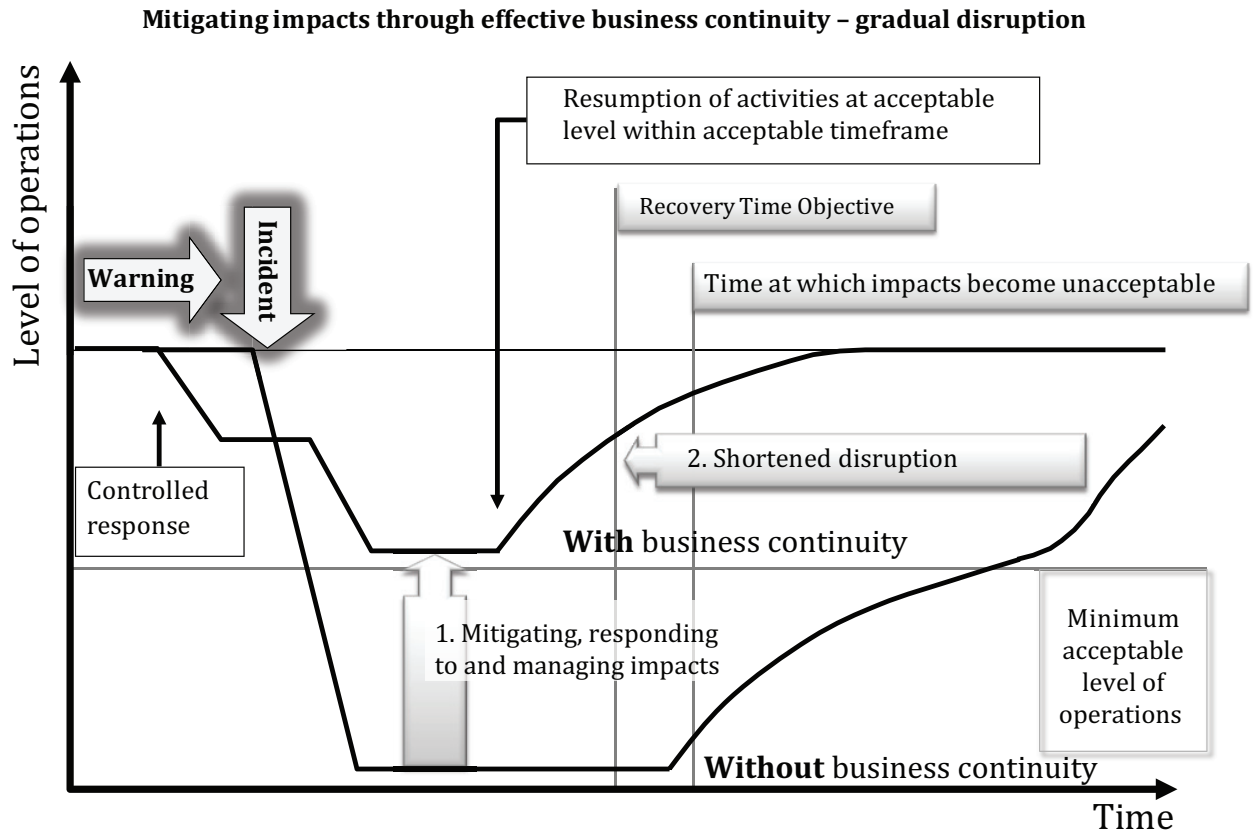 Mitigating impacts through effective business continuity – gradual disruption
Level of operations
Resumption of activities at acceptable
level within acceptable timeframe
Recovery Time Objective
Warning
Incident
Time at which impacts become unacceptable
Controlled
response
2. Shortened disruption
With business continuity
1. Mitigating, responding
to and managing impacts
Minimum
acceptable
level of
operations
Without business continuity
Time